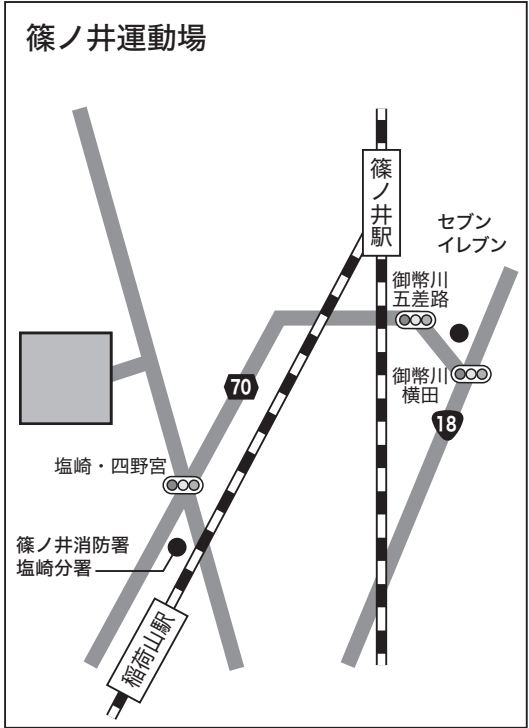 篠ノ井運動場
篠ノ井駅
セブン
イレブン
御幣川
五差路
御幣川
横田
70
18
塩崎・四野宮
篠ノ井消防署
塩崎分署
稲荷山駅